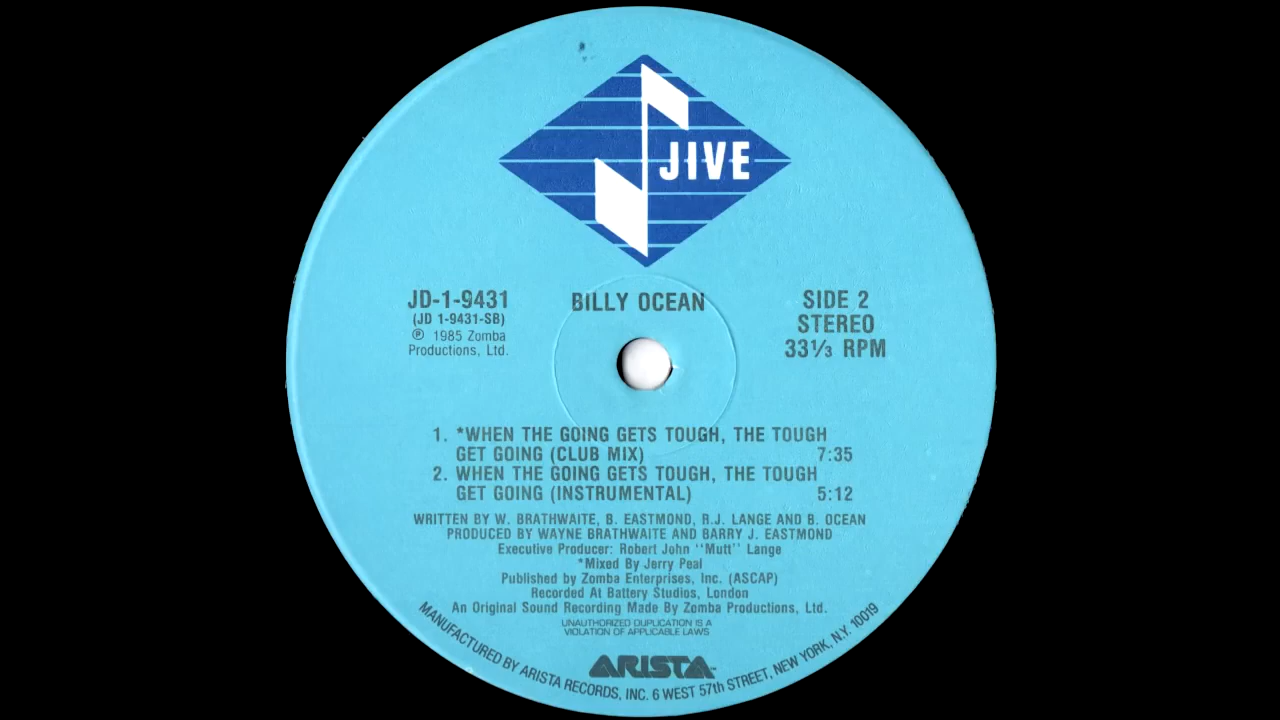 JIVE
JD-1-9431
(JD 1-9431-SB)
℗ 1985 Zomba
Productions, Ltd.
BILLY OCEAN
SIDE 2
STEREO
33⅓ RPM
1. *WHEN THE GOING GETS TOUGH, THE TOUGH
GET GOING (CLUB MIX) 7:35
2. WHEN THE GOING GETS TOUGH, THE TOUGH
GET GOING (INSTRUMENTAL) 5:12
WRITTEN BY W. BRATHWAITE, B. EASTMOND, R.J. LANGE AND B. OCEAN
PRODUCED BY WAYNE BRATHWAITE AND BARRY J. EASTMOND
Executive Producer: Robert John "Mutt" Lange
*Mixed By Jerry Peal
Published by Zomba Enterprises, Inc. (ASCAP)
Recorded At Battery Studios, London
An Original Sound Recording Made By Zomba Productions, Ltd.
UNAUTHORIZED DUPLICATION IS A
VIOLATION OF APPLICABLE LAWS
ARISTA™
MANUFACTURED BY ARISTA RECORDS, INC. 6 WEST 57th STREET, NEW YORK, N.Y. 10019